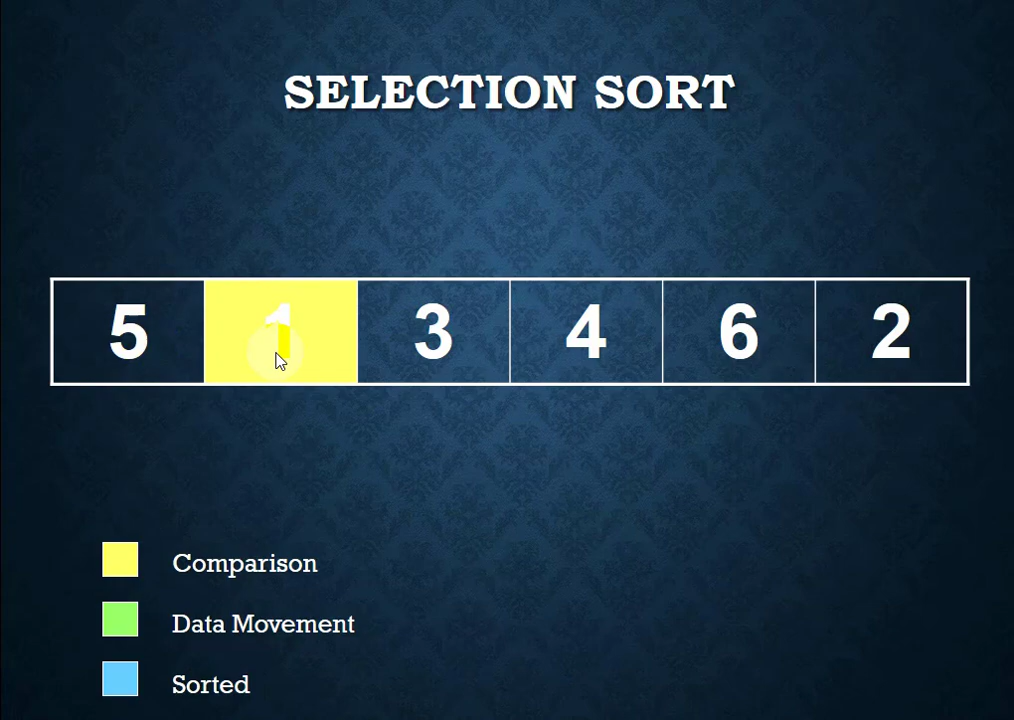 SELECTION SORT
5 1 3 4 6 2
Comparison
Data Movement
Sorted